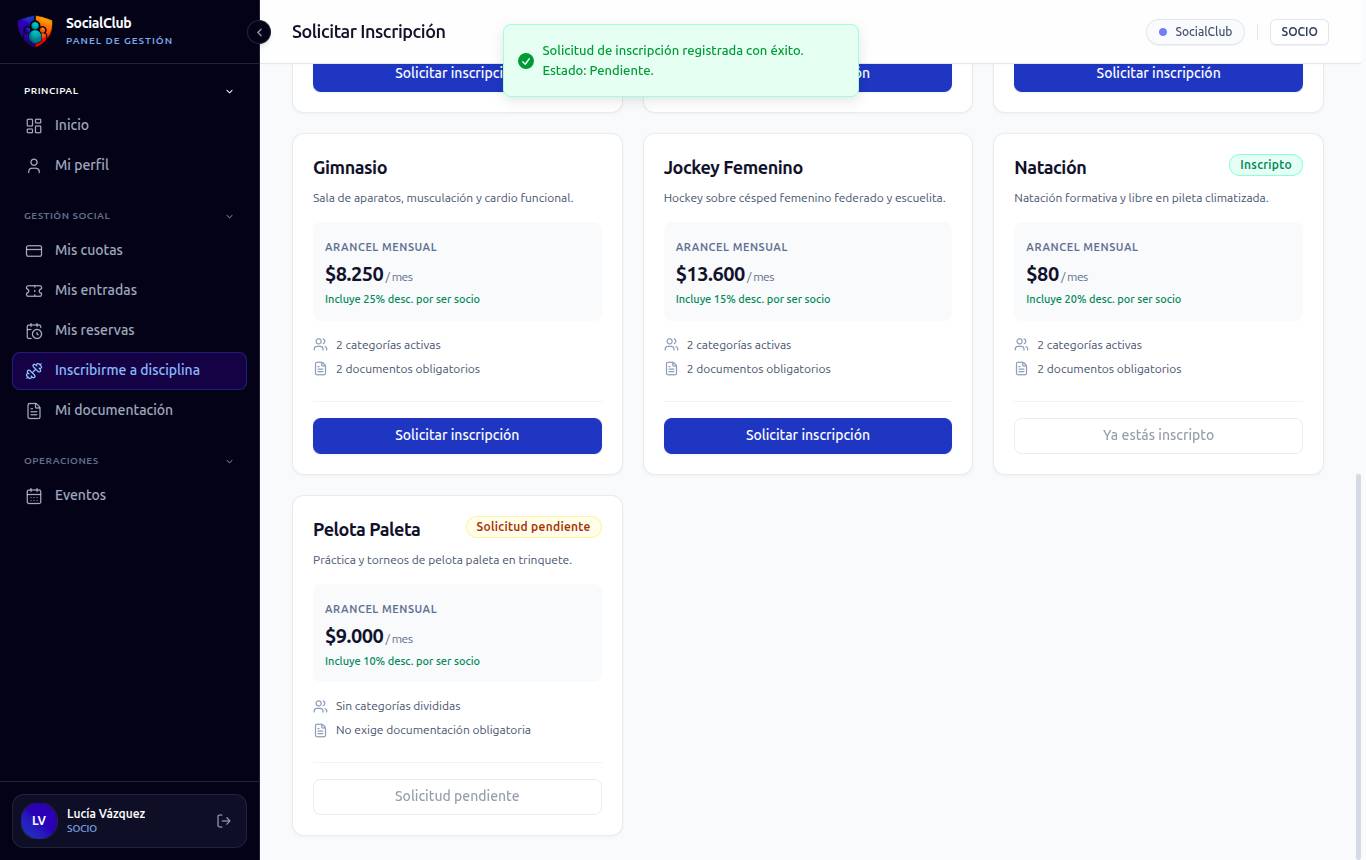 SocialClub
PANEL DE GESTIÓN
PRINCIPAL
Inicio
Mi perfil
GESTIÓN SOCIAL
Mis cuotas
Mis entradas
Mis reservas
Inscribirme a disciplina
Mi documentación
OPERACIONES
Eventos
LV
Lucía Vázquez
SOCIO
Solicitar Inscripción
SocialClub
SOCIO
Solicitud de inscripción registrada con éxito.
Estado: Pendiente.
Solicitar inscripci
ón
Solicitar inscripción
Gimnasio
Sala de aparatos, musculación y cardio funcional.
ARANCEL MENSUAL
$8.250 / mes
Incluye 25% desc. por ser socio
2 categorías activas
2 documentos obligatorios
Solicitar inscripción
Jockey Femenino
Hockey sobre césped femenino federado y escuelita.
ARANCEL MENSUAL
$13.600 / mes
Incluye 15% desc. por ser socio
2 categorías activas
2 documentos obligatorios
Solicitar inscripción
Natación
Inscripto
Natación formativa y libre en pileta climatizada.
ARANCEL MENSUAL
$80 / mes
Incluye 20% desc. por ser socio
2 categorías activas
2 documentos obligatorios
Ya estás inscripto
Pelota Paleta
Solicitud pendiente
Práctica y torneos de pelota paleta en trinquete.
ARANCEL MENSUAL
$9.000 / mes
Incluye 10% desc. por ser socio
Sin categorías divididas
No exige documentación obligatoria
Solicitud pendiente